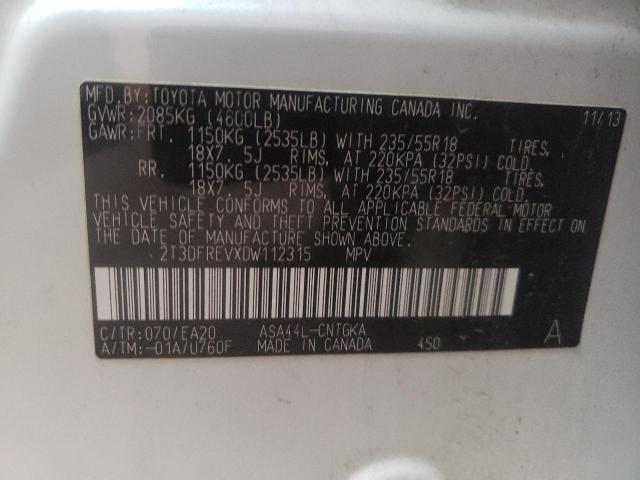 MFD.BY:TOYOTA MOTOR MANUFACTURING CANADA INC. 11/13
GVWR:2085KG (4600LB)
GAWR:FRT. 1150KG (2535LB) WITH 235/55R18 TIRES,
18X7.5J RIMS, AT 220KPA (32PSI) COLD.
RR. 1150KG (2535LB) WITH 235/55R18 TIRES,
18X7.5J RIMS, AT 220KPA (32PSI) COLD.
THIS VEHICLE CONFORMS TO ALL APPLICABLE FEDERAL MOTOR
VEHICLE SAFETY AND THEFT PREVENTION STANDARDS IN EFFECT ON
THE DATE OF MANUFACTURE SHOWN ABOVE.
2T3DFREVXDW112315 MPV
C/TR:070/EA20 ASA44L-CNTGKA A
A/TM:-01A/U760F MADE IN CANADA 450